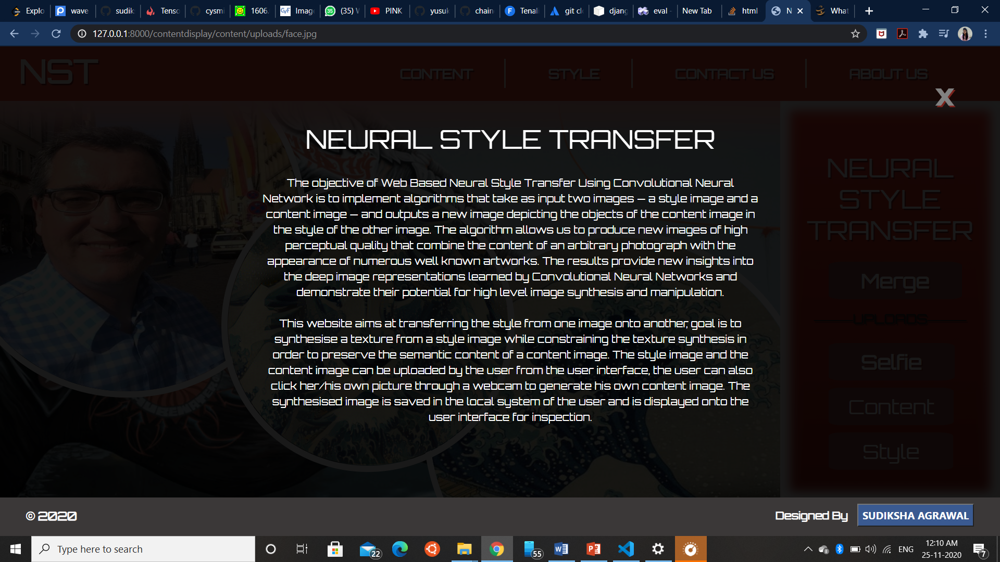 Explo
wave
sudik
Tenso
cysmi
1606.
Imag
(35) W
PINK
yusuk
chain
Tenali
git cl
djang
eval -
New Tab
html
N
What
127.0.0.1:8000/contentdisplay/content/uploads/face.jpg
NST
CONTENT
STYLE
CONTACT US
ABOUT US
X
NEURAL STYLE TRANSFER
The objective of Web Based Neural Style Transfer Using Convolutional Neural
Network is to implement algorithms that take as input two images — a style image and a
content image — and outputs a new image depicting the objects of the content image in
the style of the other image. The algorithm allows us to produce new images of high
perceptual quality that combine the content of an arbitrary photograph with the
appearance of numerous well known artworks. The results provide new insights into
the deep image representations learned by Convolutional Neural Networks and
demonstrate their potential for high level image synthesis and manipulation.
This website aims at transferring the style from one image onto another, goal is to
synthesise a texture from a style image while constraining the texture synthesis in
order to preserve the semantic content of a content image. The style image and the
content image can be uploaded by the user from the user interface, the user can also
click her/his own picture through a webcam to generate his own content image. The
synthesised image is saved in the local system of the user and is displayed onto the
user interface for inspection.
NEURAL
STYLE
TRANSFER
Merge
UPLOADS
Selfie
Content
Style
© 2020
Designed By
SUDIKSHA AGRAWAL
Type here to search
22
55
ENG
12:10 AM
25-11-2020
7